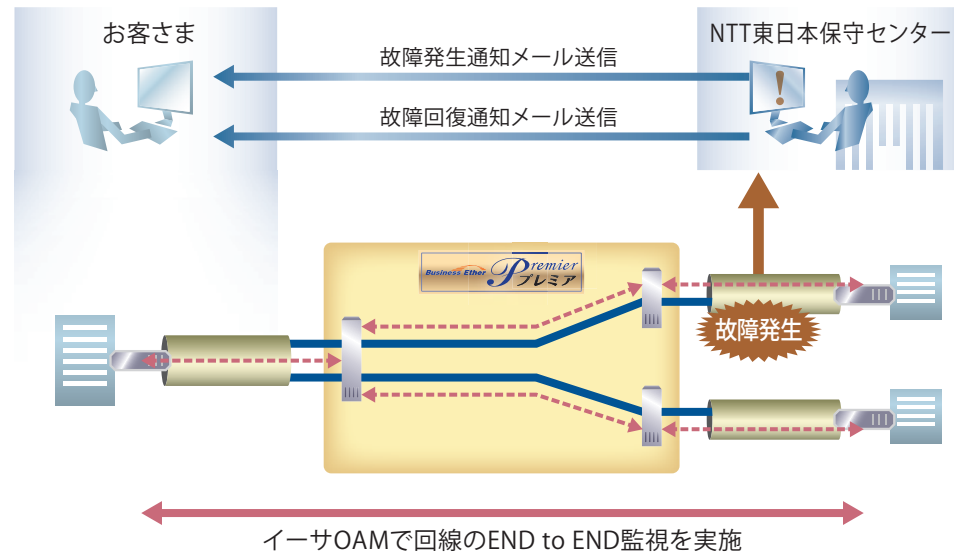 お客さま
NTT東日本保守センター
故障発生通知メール送信
故障回復通知メール送信
!
Business Ether Premier
プレミア
故障発生
イーサOAMで回線のEND to END監視を実施